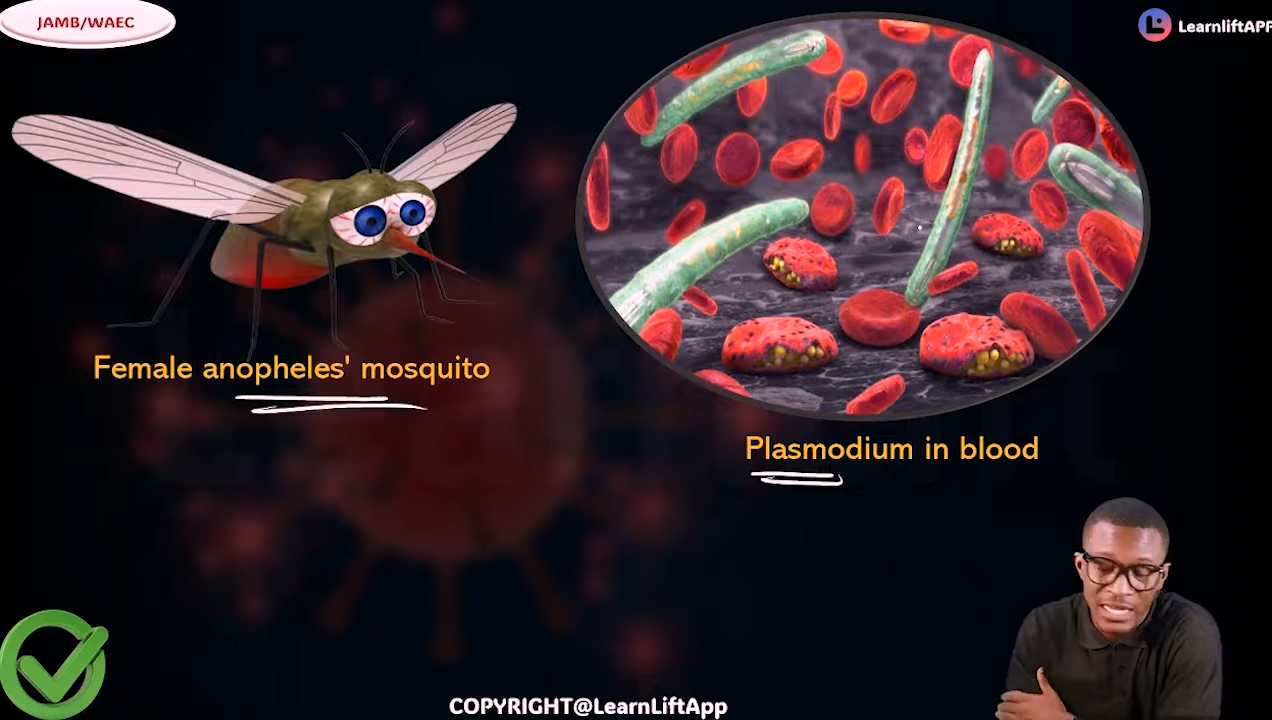 JAMB/WAEC
LearnliftAPP
Female anopheles' mosquito
Plasmodium in blood
COPYRIGHT@LearnLiftApp